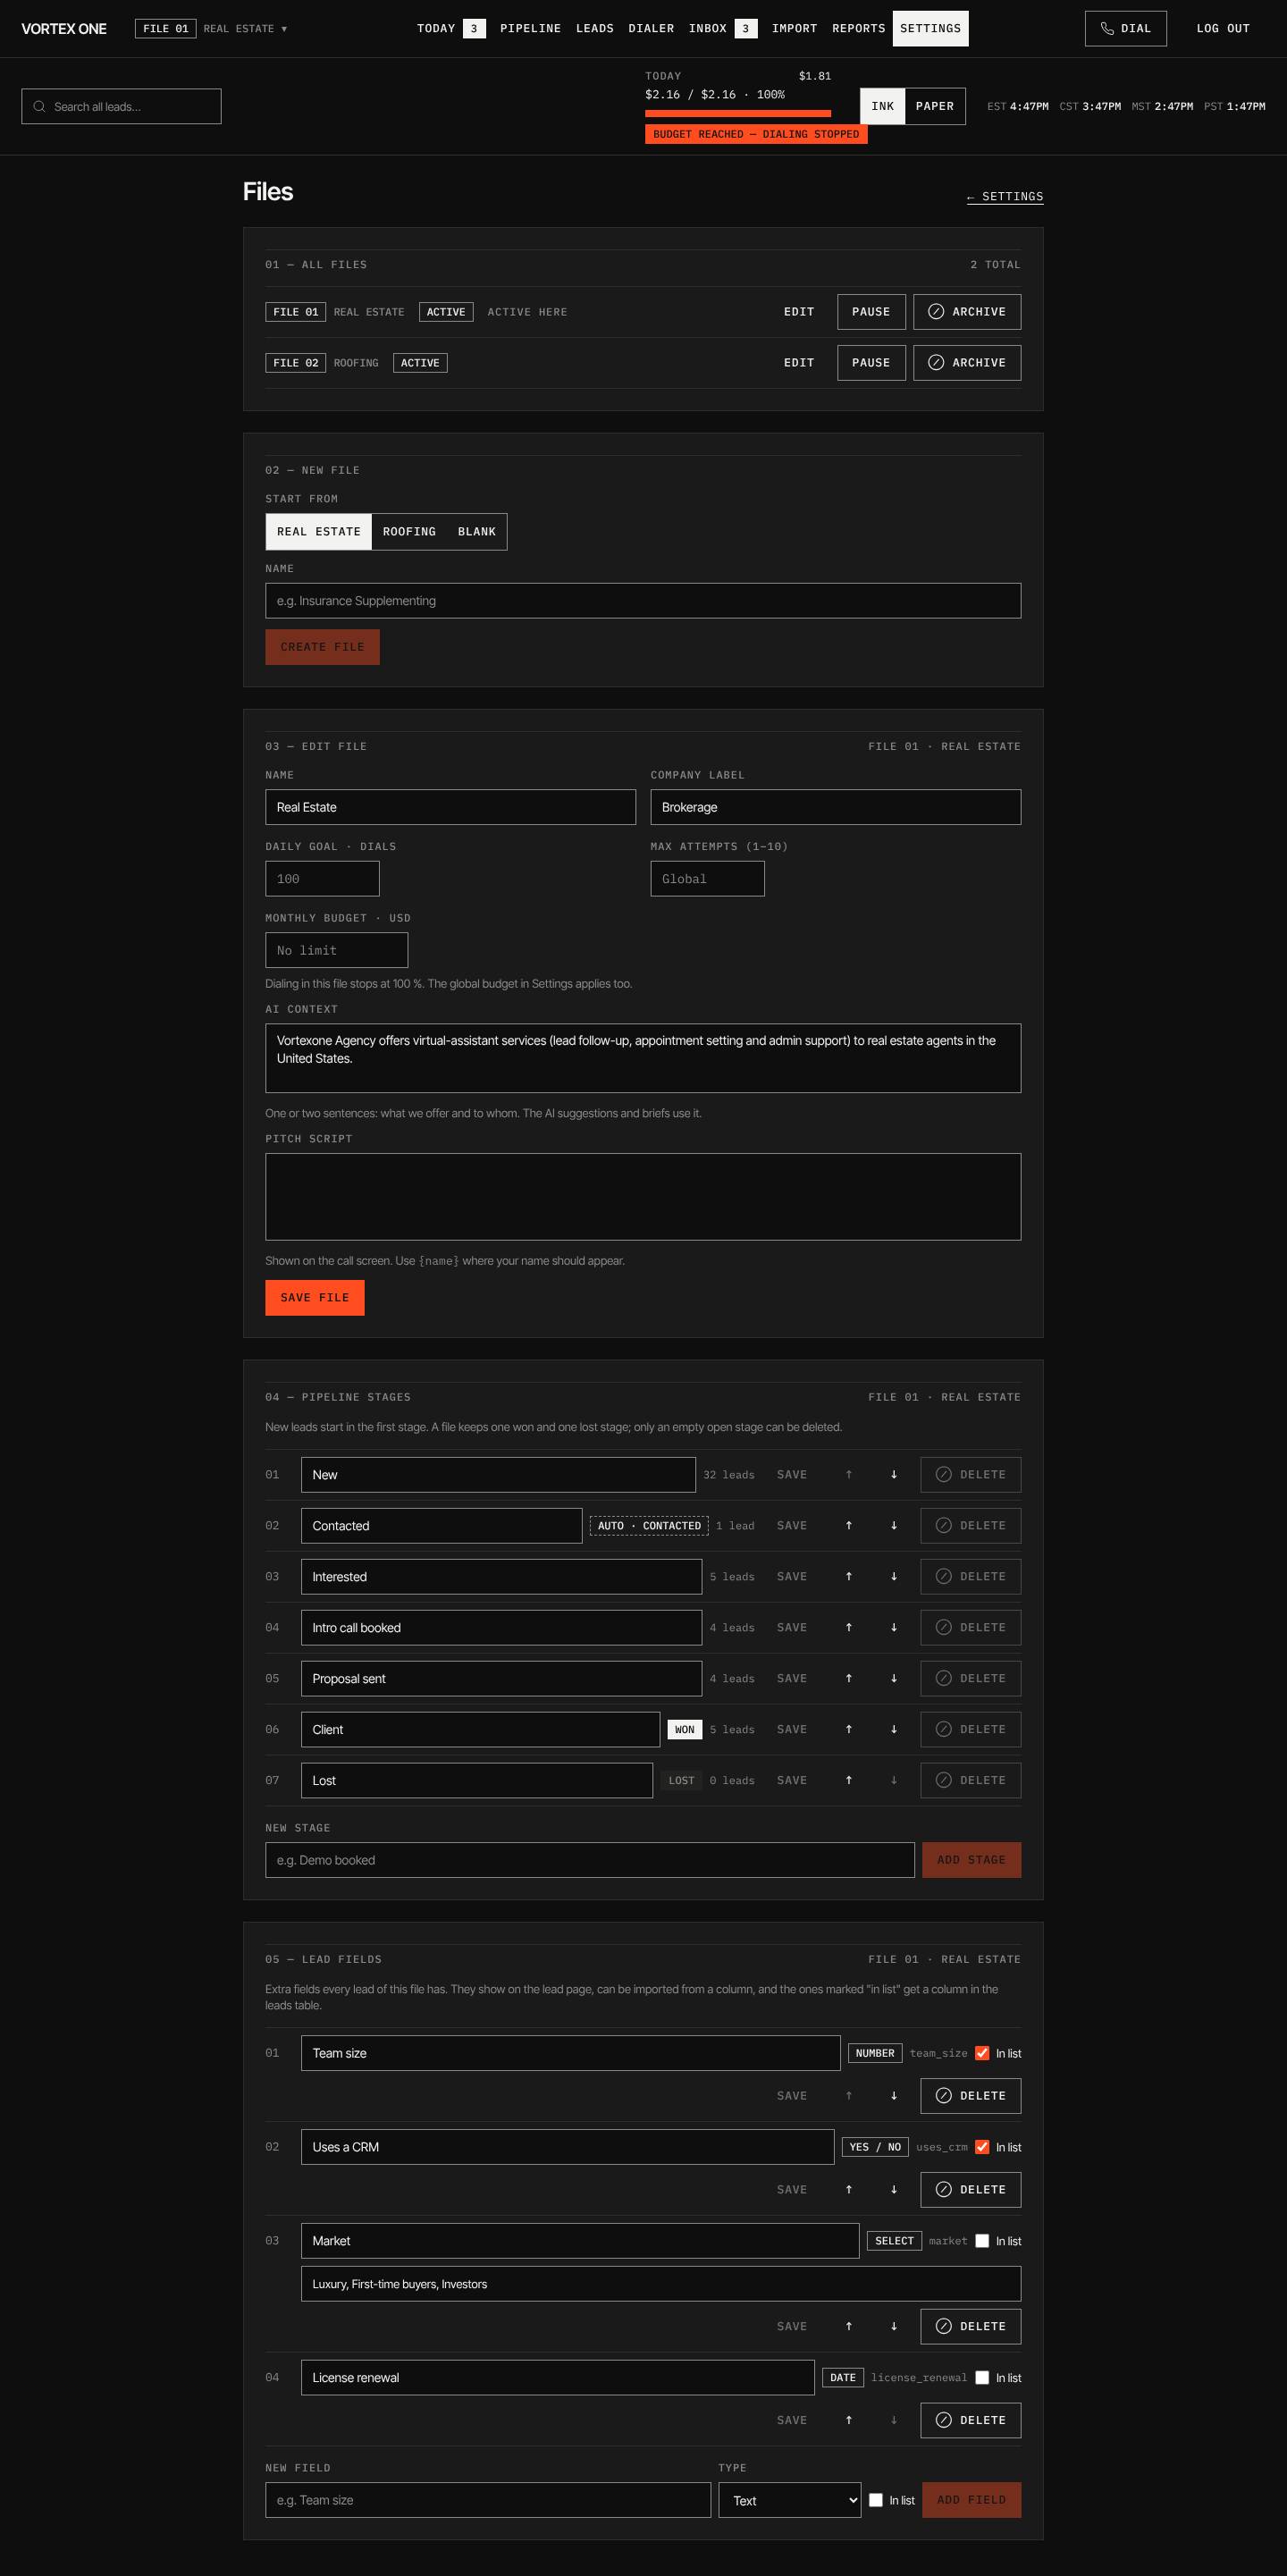 VORTEX ONE FILE 01 REAL ESTATE ▾ TODAY 3 PIPELINE LEADS DIALER INBOX 3 IMPORT REPORTS SETTINGS DIAL LOG OUT
Search all leads...
TODAY $1.81
$2.16 / $2.16 · 100%
BUDGET REACHED — DIALING STOPPED
INK PAPER
EST 4:47PM CST 3:47PM MST 2:47PM PST 1:47PM
Files
← SETTINGS
01 — ALL FILES 2 TOTAL
FILE 01 REAL ESTATE ACTIVE ACTIVE HERE EDIT PAUSE ARCHIVE
FILE 02 ROOFING ACTIVE EDIT PAUSE ARCHIVE
02 — NEW FILE
START FROM
REAL ESTATE ROOFING BLANK
NAME
e.g. Insurance Supplementing
CREATE FILE
03 — EDIT FILE FILE 01 · REAL ESTATE
NAME COMPANY LABEL
Real Estate Brokerage
DAILY GOAL · DIALS MAX ATTEMPTS (1–10)
100 Global
MONTHLY BUDGET · USD
No limit
Dialing in this file stops at 100 %. The global budget in Settings applies too.
AI CONTEXT
Vortexone Agency offers virtual-assistant services (lead follow-up, appointment setting and admin support) to real estate agents in the
United States.
One or two sentences: what we offer and to whom. The AI suggestions and briefs use it.
PITCH SCRIPT
Shown on the call screen. Use {name} where your name should appear.
SAVE FILE
04 — PIPELINE STAGES FILE 01 · REAL ESTATE
New leads start in the first stage. A file keeps one won and one lost stage; only an empty open stage can be deleted.
01 New 32 leads SAVE ↑ ↓ DELETE
02 Contacted AUTO · CONTACTED 1 lead SAVE ↑ ↓ DELETE
03 Interested 5 leads SAVE ↑ ↓ DELETE
04 Intro call booked 4 leads SAVE ↑ ↓ DELETE
05 Proposal sent 4 leads SAVE ↑ ↓ DELETE
06 Client WON 5 leads SAVE ↑ ↓ DELETE
07 Lost LOST 0 leads SAVE ↑ ↓ DELETE
NEW STAGE
e.g. Demo booked ADD STAGE
05 — LEAD FIELDS FILE 01 · REAL ESTATE
Extra fields every lead of this file has. They show on the lead page, can be imported from a column, and the ones marked "in list" get a column in the
leads table.
01 Team size NUMBER team_size In list
SAVE ↑ ↓ DELETE
02 Uses a CRM YES / NO uses_crm In list
SAVE ↑ ↓ DELETE
03 Market SELECT market In list
Luxury, First-time buyers, Investors
SAVE ↑ ↓ DELETE
04 License renewal DATE license_renewal In list
SAVE ↑ ↓ DELETE
NEW FIELD TYPE
e.g. Team size Text In list ADD FIELD